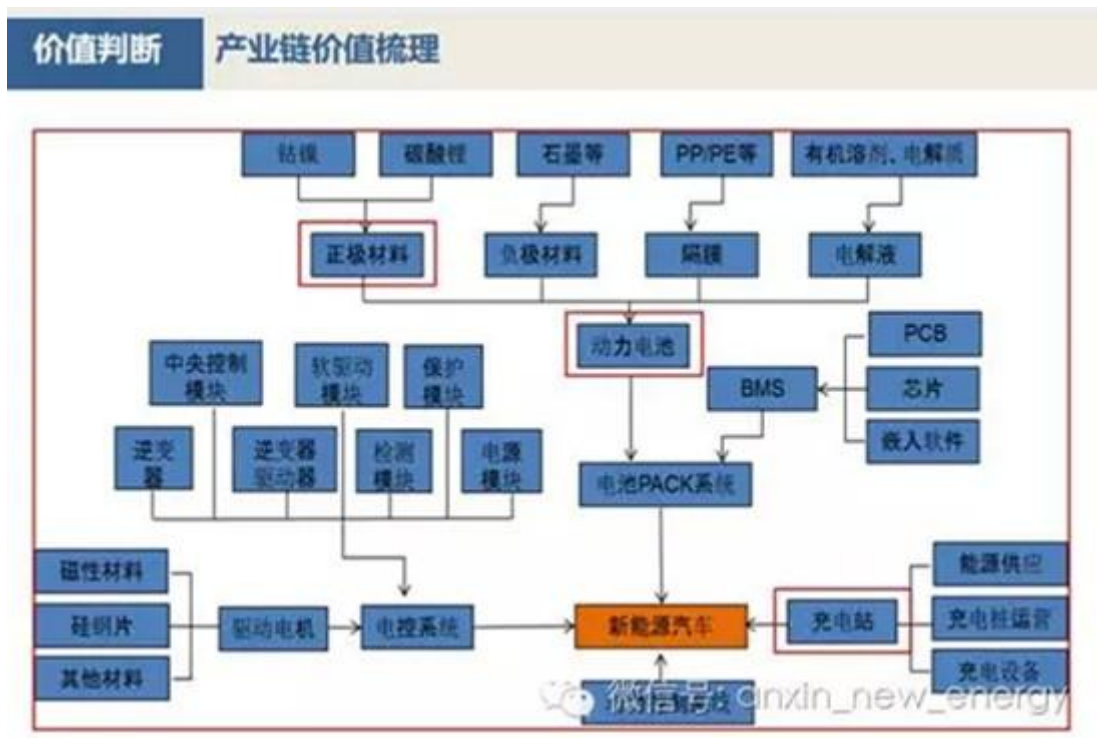 价值判断 产业链价值梳理
钴镍 碳酸锂 石墨等 PP/PE等 有机溶剂、电解质
正极材料 负极材料 隔膜 电解液
动力电池
PCB
BMS
芯片
嵌入软件
中央控制
模块
软驱动
模块
保护
模块
逆变
器
逆变器
驱动器
检测
模块
电源
模块
电池PACK系统
磁性材料
硅钢片
其他材料
驱动电机 电控系统 新能源汽车 充电站
能源供应
充电桩运营
充电设备
微信号: anxin_new_energy